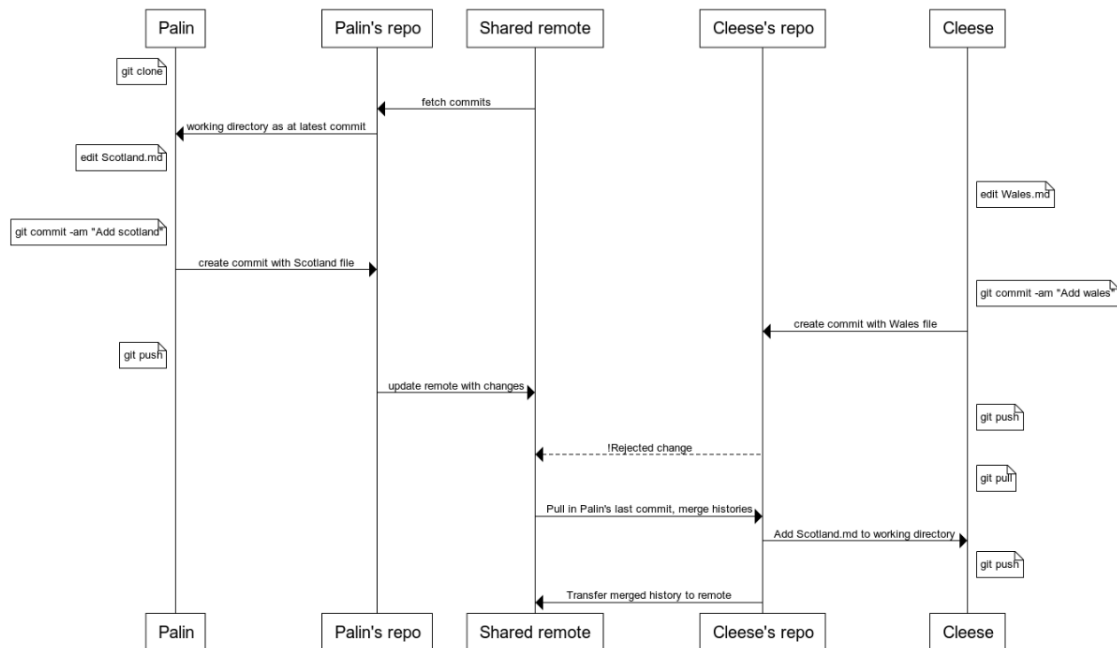 Palin
Palin's repo
Shared remote
Cleese's repo
Cleese
git clone
fetch commits
working directory as at latest commit
edit Scotland.md
edit Wales.md
git commit -am "Add scotland"
create commit with Scotland file
git commit -am "Add wales"
create commit with Wales file
git push
update remote with changes
git push
!Rejected change
git pull
Pull in Palin's last commit, merge histories
Add Scotland.md to working directory
git push
Transfer merged history to remote
Palin
Palin's repo
Shared remote
Cleese's repo
Cleese